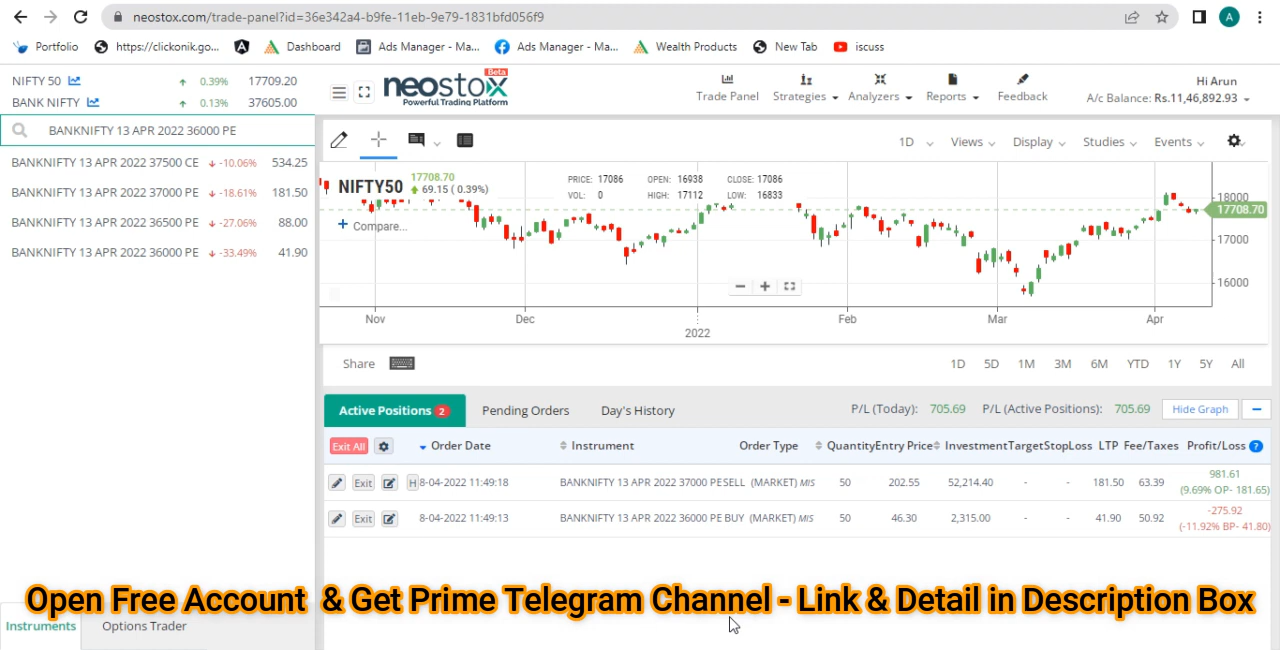 neostox.com/trade-panel?id=36e342a4-b9fe-11eb-9e79-1831bfd056f9
A
Portfolio https://clickonik.go... Dashboard Ads Manager - Ma... Ads Manager - Ma... Wealth Products New Tab iscuss
NIFTY 50 0.39% 17709.20
BANK NIFTY 0.13% 37605.00
BANKNIFTY 13 APR 2022 36000 PE
BANKNIFTY 13 APR 2022 37500 CE -10.06% 534.25
BANKNIFTY 13 APR 2022 37000 PE -18.61% 181.50
BANKNIFTY 13 APR 2022 36500 PE -27.06% 88.00
BANKNIFTY 13 APR 2022 36000 PE -33.49% 41.90
Beta
neostox
Powerful Trading Platform
Trade Panel Strategies Analyzers Reports Feedback
Hi Arun
A/c Balance: Rs.11,46,892.93
1D Views Display Studies Events
NIFTY50 17708.70
69.15 ( 0.39%)
PRICE: 17086 OPEN: 16938 CLOSE: 17086
VOL: 0 HIGH: 17112 LOW: 16833
+ Compare...
18000
17708.70
17000
16000
Nov Dec Feb Mar Apr
2022
Share 1D 5D 1M 3M 6M YTD 1Y 5Y All
Active Positions 2 Pending Orders Day's History P/L (Today): 705.69 P/L (Active Positions): 705.69 Hide Graph
Exit All Order Date Instrument Order Type Quantity Entry Price Investment Target StopLoss LTP Fee/Taxes Profit/Loss ?
Exit H 8-04-2022 11:49:18 BANKNIFTY 13 APR 2022 37000 PE SELL (MARKET) MIS 50 202.55 52,214.40 - - 181.50 63.39 981.61
(9.69% OP- 181.65)
Exit 8-04-2022 11:49:13 BANKNIFTY 13 APR 2022 36000 PE BUY (MARKET) MIS 50 46.30 2,315.00 - - 41.90 50.92 -275.92
(-11.92% BP- 41.80)
Open Free Account & Get Prime Telegram Channel - Link & Detail in Description Box
Instruments Options Trader